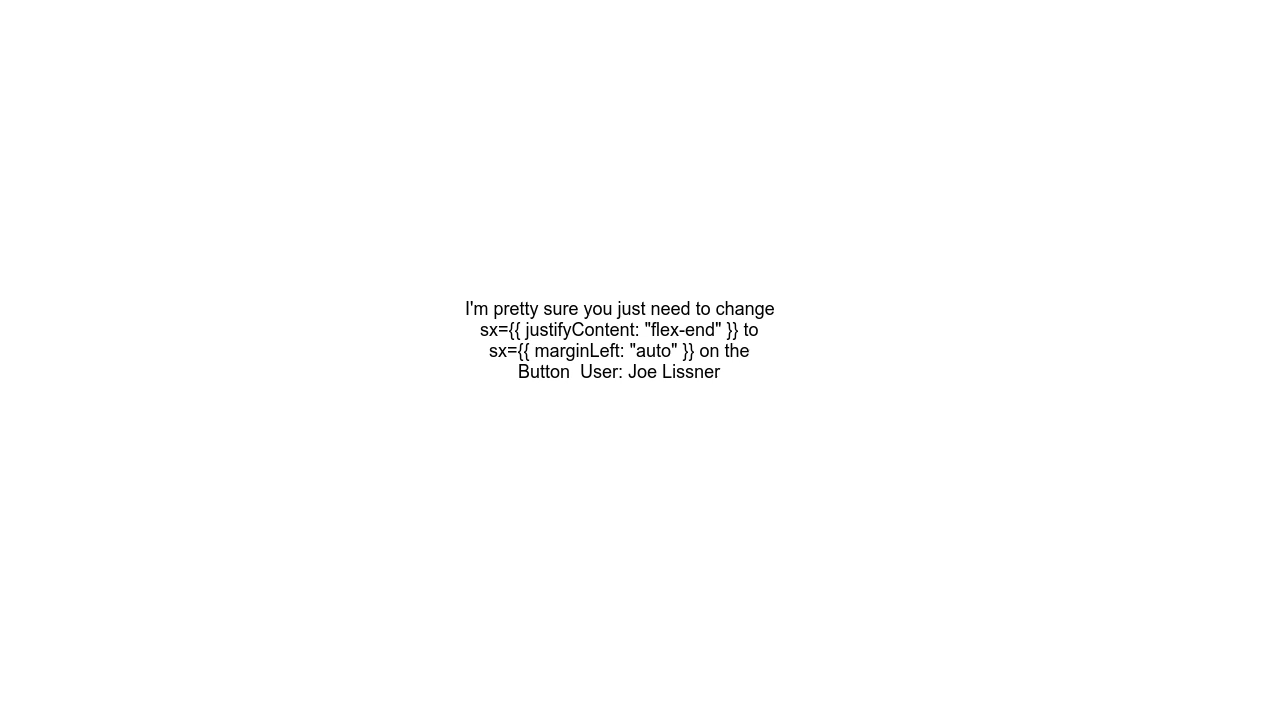 I'm pretty sure you just need to change
sx={{ justifyContent: "flex-end" }} to
sx={{ marginLeft: "auto" }} on the
Button  User: Joe Lissner